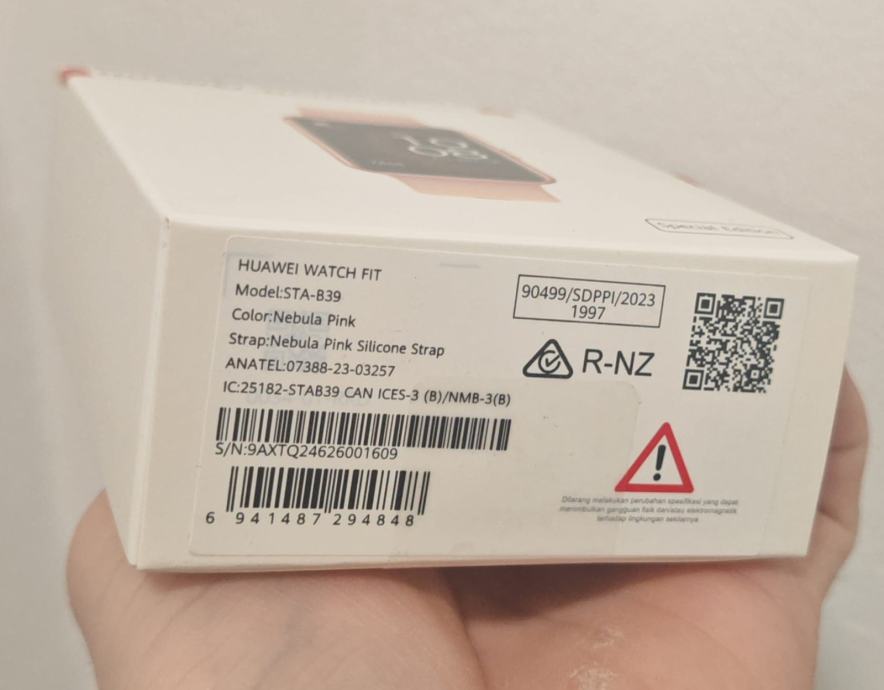 10
08
Special Edition
HUAWEI WATCH FIT
Model:STA-B39
Color:Nebula Pink
Strap:Nebula Pink Silicone Strap
ANATEL:07388-23-03257
IC:25182-STAB39 CAN ICES-3 (B)/NMB-3(B)
S/N:9AXTQ24626001609
6 941487 294848
90499/SDPPI/2023
1997
R-NZ
Dilarang melakukan perubahan spesifikasi yang dapat
menimbulkan gangguan fisik dan/atau elektromagnetik
terhadap lingkungan sekitarnya